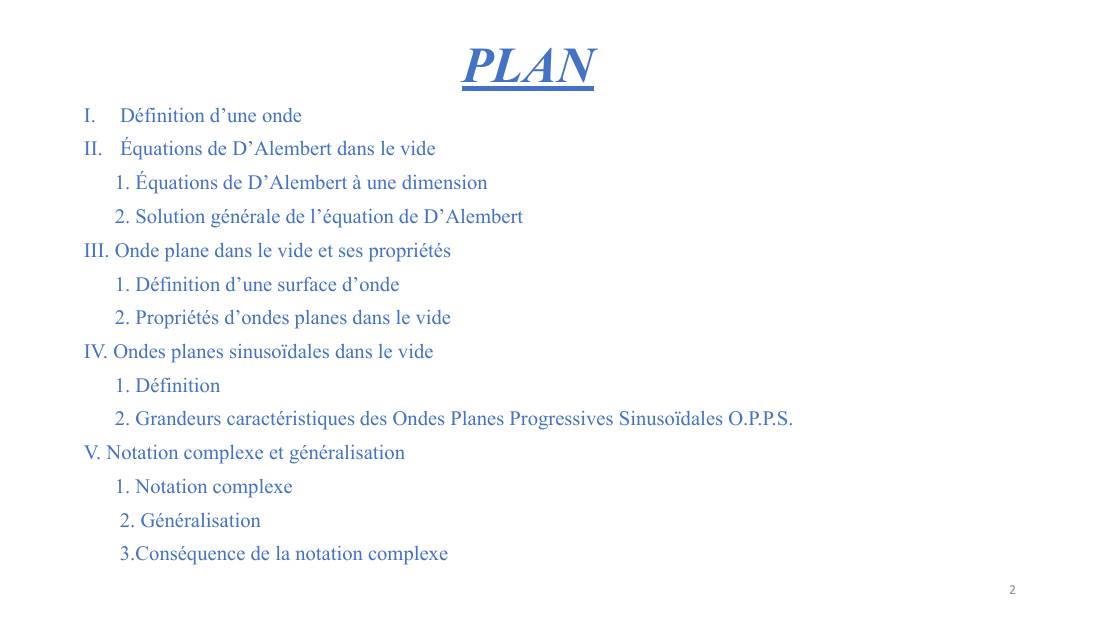 PLAN
I. Définition d’une onde
II. Équations de D’Alembert dans le vide
1. Équations de D’Alembert à une dimension
2. Solution générale de l’équation de D’Alembert
III. Onde plane dans le vide et ses propriétés
1. Définition d’une surface d’onde
2. Propriétés d’ondes planes dans le vide
IV. Ondes planes sinusoïdales dans le vide
1. Définition
2. Grandeurs caractéristiques des Ondes Planes Progressives Sinusoïdales O.P.P.S.
V. Notation complexe et généralisation
1. Notation complexe
2. Généralisation
3.Conséquence de la notation complexe
2